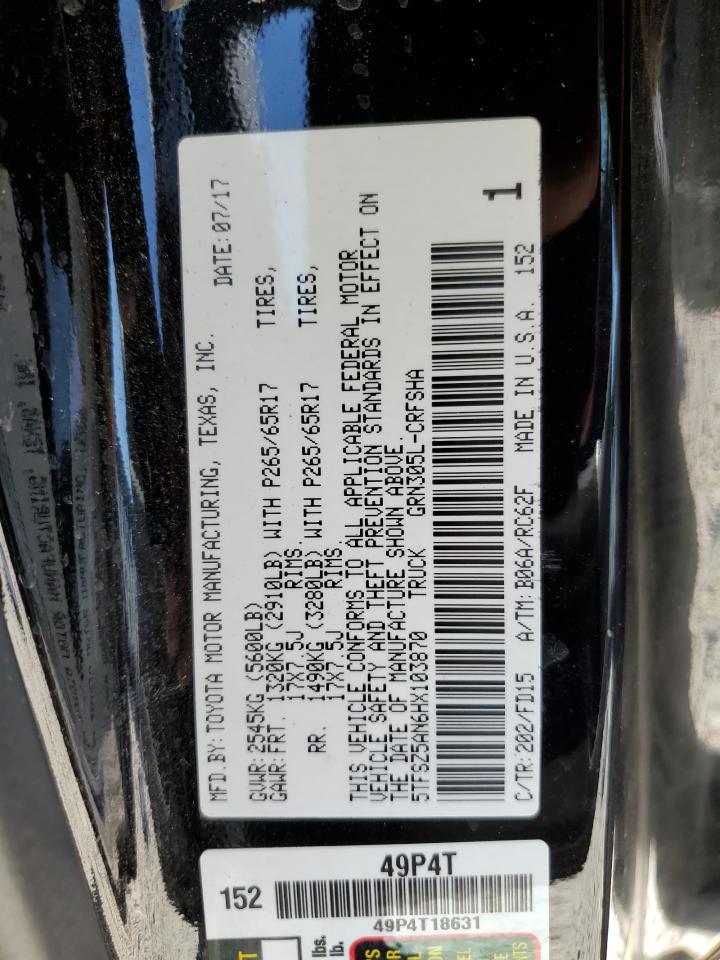 MFD.BY:TOYOTA MOTOR MANUFACTURING, TEXAS, INC. DATE:07/17
GVWR:2545KG (5600LB)
GAWR:FRT. 1320KG (2910LB) WITH P265/65R17 TIRES,
17X7.5J RIMS.
RR. 1490KG (3280LB) WITH P265/65R17 TIRES,
17X7.5J RIMS.
THIS VEHICLE CONFORMS TO ALL APPLICABLE FEDERAL MOTOR
VEHICLE SAFETY AND THEFT PREVENTION STANDARDS IN EFFECT ON
THE DATE OF MANUFACTURE SHOWN ABOVE.
5TFSZ5AN6HX103870 TRUCK GRN305L-CRFSHA
1
C/TR:202/FD15 A/TM:B06A/RC62F MADE IN U.S.A. 152
49P4T
152
49P4T18631
lbs.
lb.